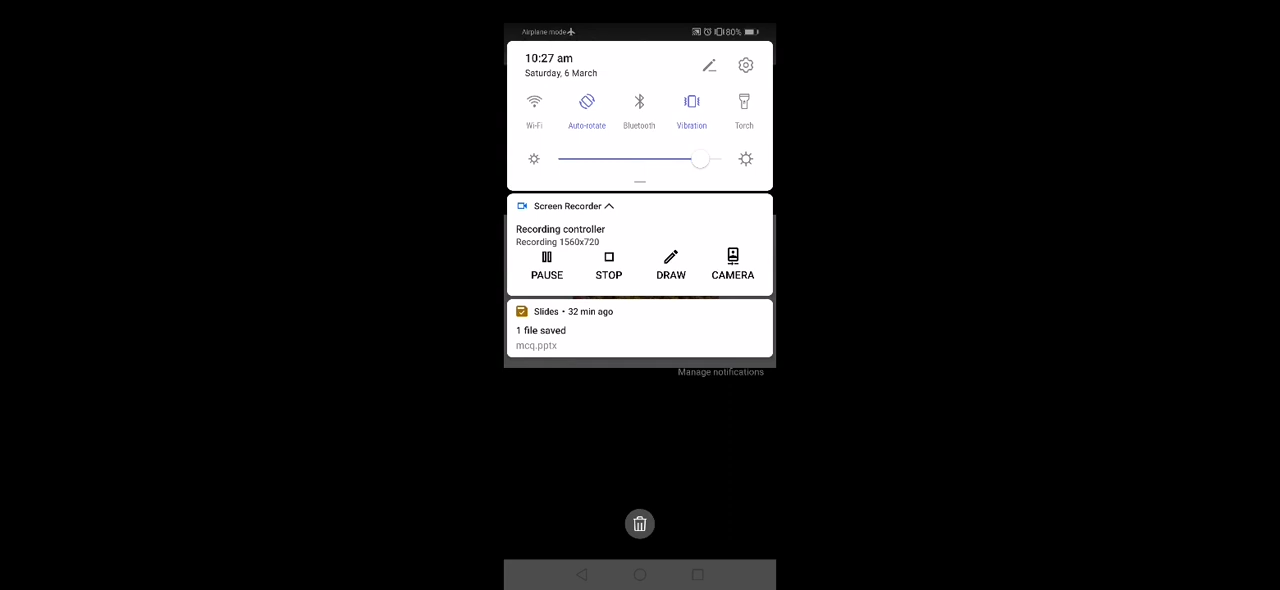 Airplane mode 80%
10:27 am
Saturday, 6 March
Wi-Fi Auto-rotate Bluetooth Vibration Torch
Screen Recorder
Recording controller
Recording 1560x720
PAUSE STOP DRAW CAMERA
Slides • 32 min ago
1 file saved
mcq.pptx
Manage notifications